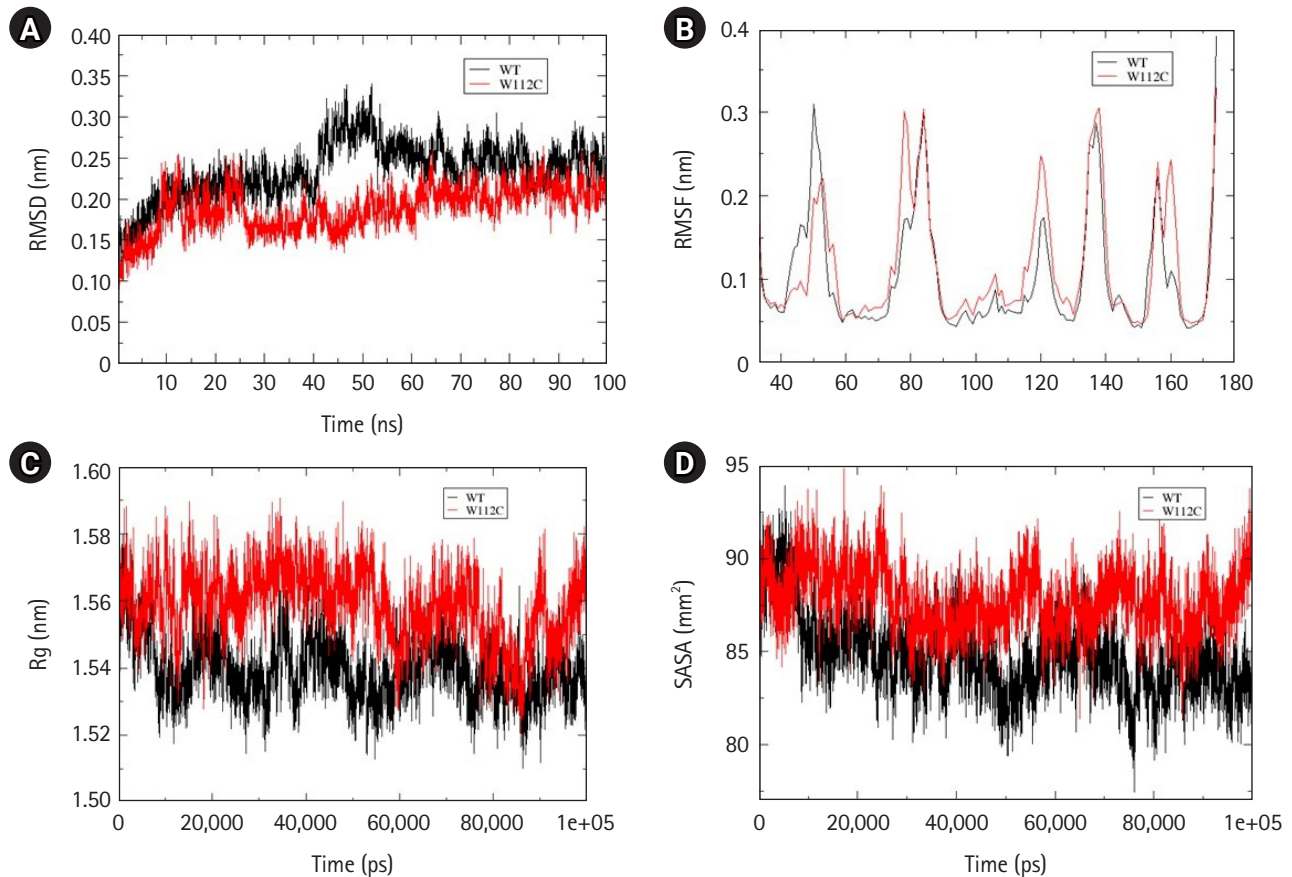 A
0.40
0.35
0.30
0.25
0.20
0.15
0.10
0.05
0
RMSD (nm)
WT
W112C
10 20 30 40 50 60 70 80 90 100
Time (ns)
B
0.4
0.3
0.2
0.1
0
RMSF (nm)
WT
W112C
40 60 80 100 120 140 160 180
C
1.60
1.58
1.56
1.54
1.52
1.50
Rg (nm)
WT
W112C
0 20,000 40,000 60,000 80,000 1e+05
Time (ps)
D
95
90
85
80
SASA (mm²)
WT
W112C
0 20,000 40,000 60,000 80,000 1e+05
Time (ps)